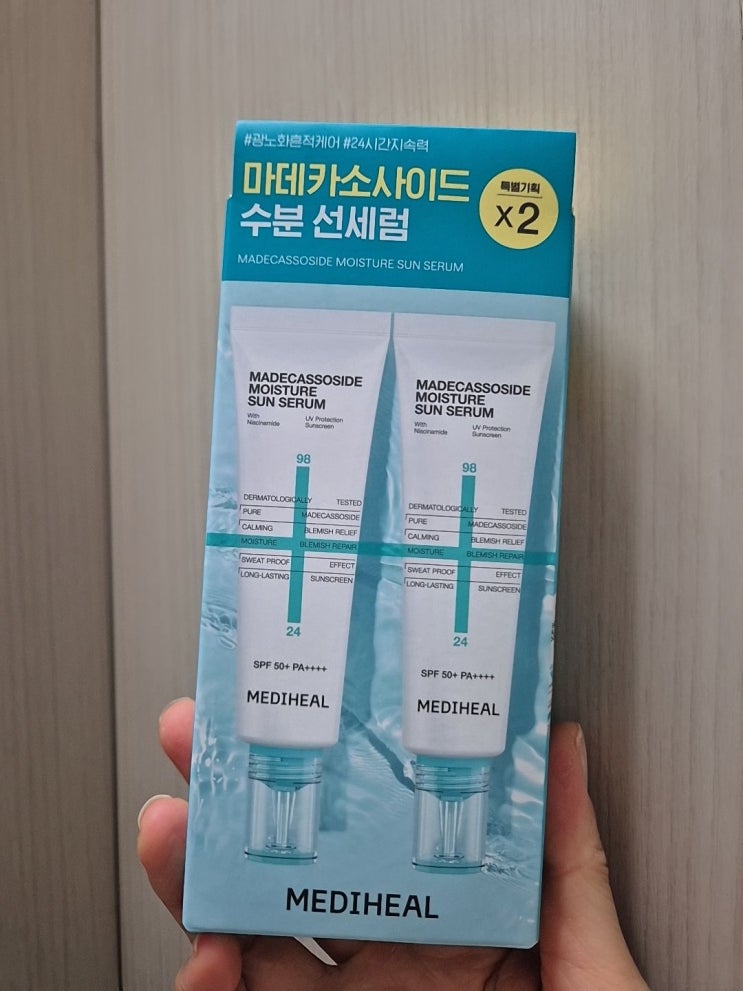 #광노화흔적케어 #24시간지속력
마데카소사이드
수분 선세럼
특별기획
x2
MADECASSOSIDE MOISTURE SUN SERUM
MADECASSOSIDE
MOISTURE
SUN SERUM
With
Niacinamide
UV Protection
Sunscreen
98
DERMATOLOGICALLY TESTED
PURE MADECASSOSIDE
CALMING BLEMISH RELIEF
MOISTURE BLEMISH REPAIR
SWEAT PROOF EFFECT
LONG-LASTING SUNSCREEN
24
SPF 50+ PA++++
MEDIHEAL
MADECASSOSIDE
MOISTURE
SUN SERUM
With
Niacinamide
UV Protection
Sunscreen
98
DERMATOLOGICALLY TESTED
PURE MADECASSOSIDE
CALMING BLEMISH RELIEF
MOISTURE BLEMISH REPAIR
SWEAT PROOF EFFECT
LONG-LASTING SUNSCREEN
24
SPF 50+ PA++++
MEDIHEAL
MEDIHEAL